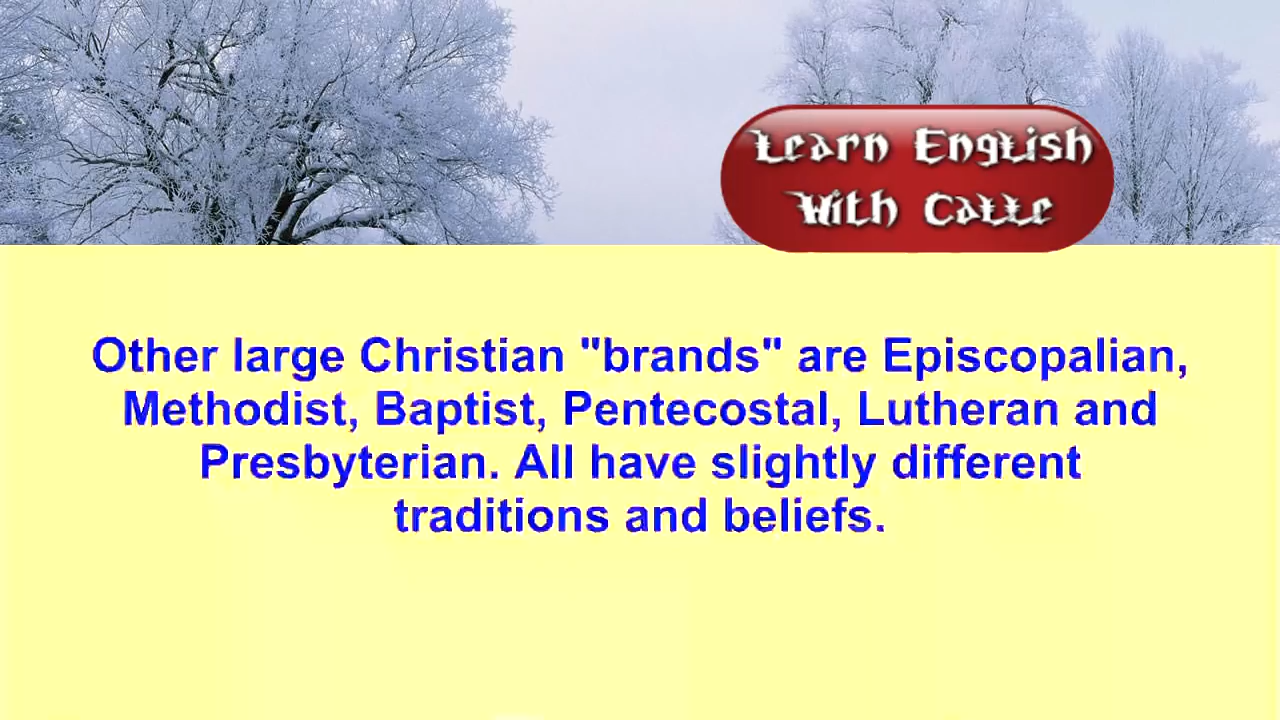 Learn English
With Calle
Other large Christian "brands" are Episcopalian,
Methodist, Baptist, Pentecostal, Lutheran and
Presbyterian. All have slightly different
traditions and beliefs.